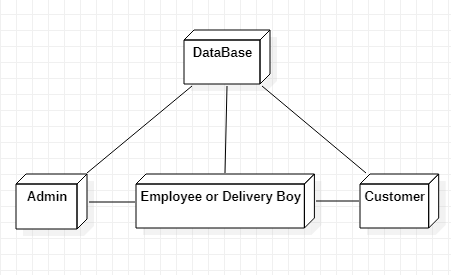 DataBase
Admin
Employee or Delivery Boy
Customer